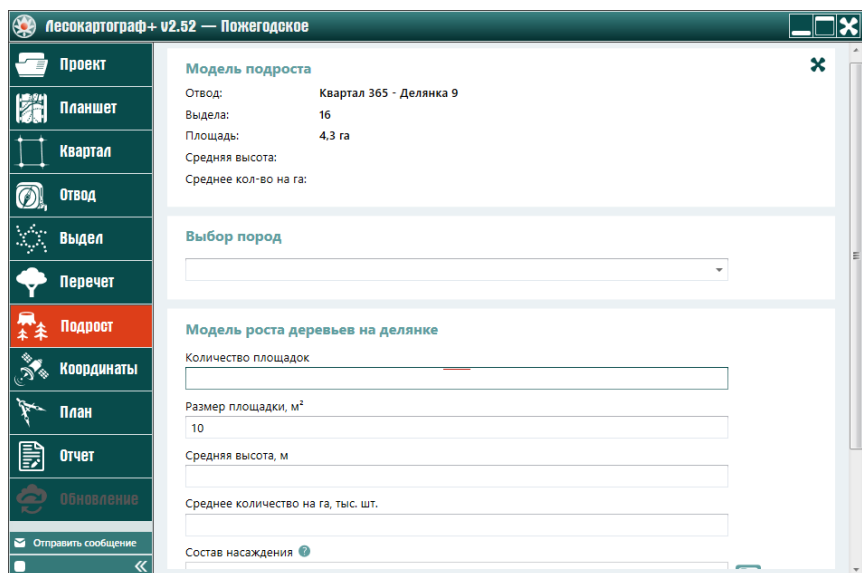 Лесокартограф+ v2.52 — Пожегодское
Проект
Планшет
Квартал
Отвод
Выдел
Перечет
Подрост
Координаты
План
Отчет
Обновление
Отправить сообщение
Модель подроста
Отвод: Квартал 365 - Делянка 9
Выдела: 16
Площадь: 4,3 га
Средняя высота:
Среднее кол-во на га:
Выбор пород
Модель роста деревьев на делянке
Количество площадок
Размер площадки, м²
10
Средняя высота, м
Среднее количество на га, тыс. шт.
Состав насаждения ?